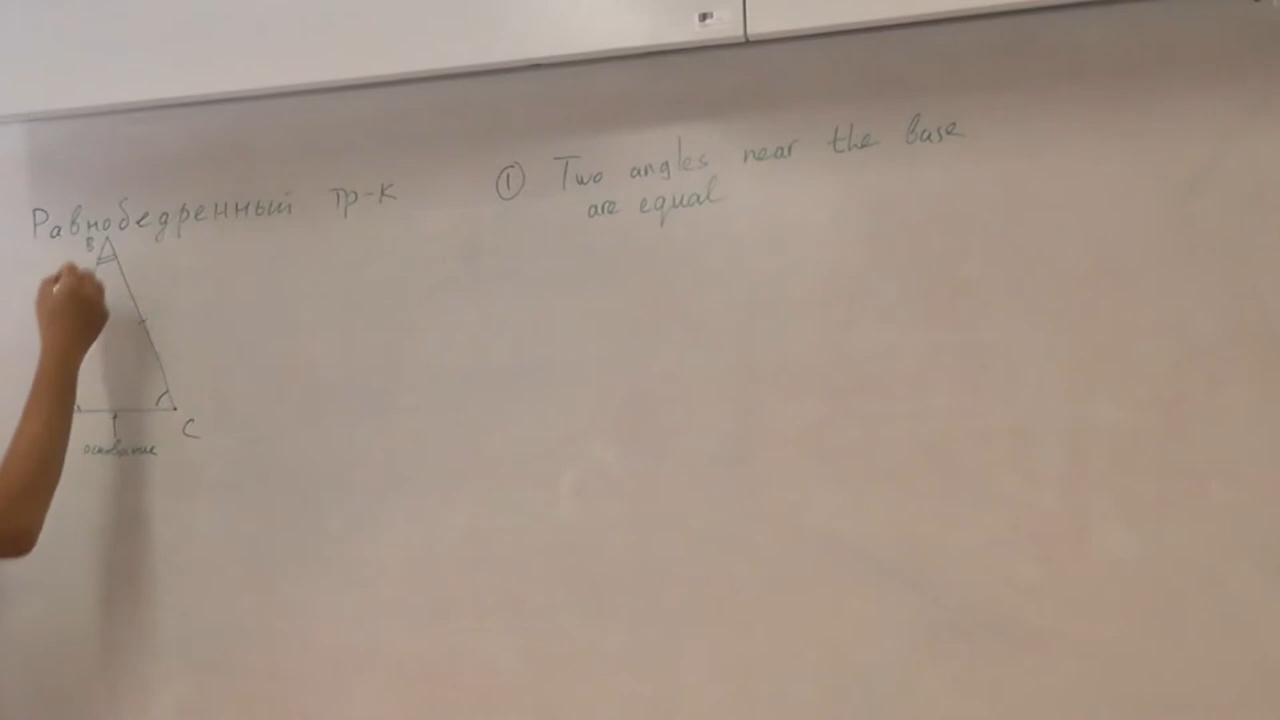 Равнобедренный тр-к
① Two angles near the base
are equal
B
C
основание